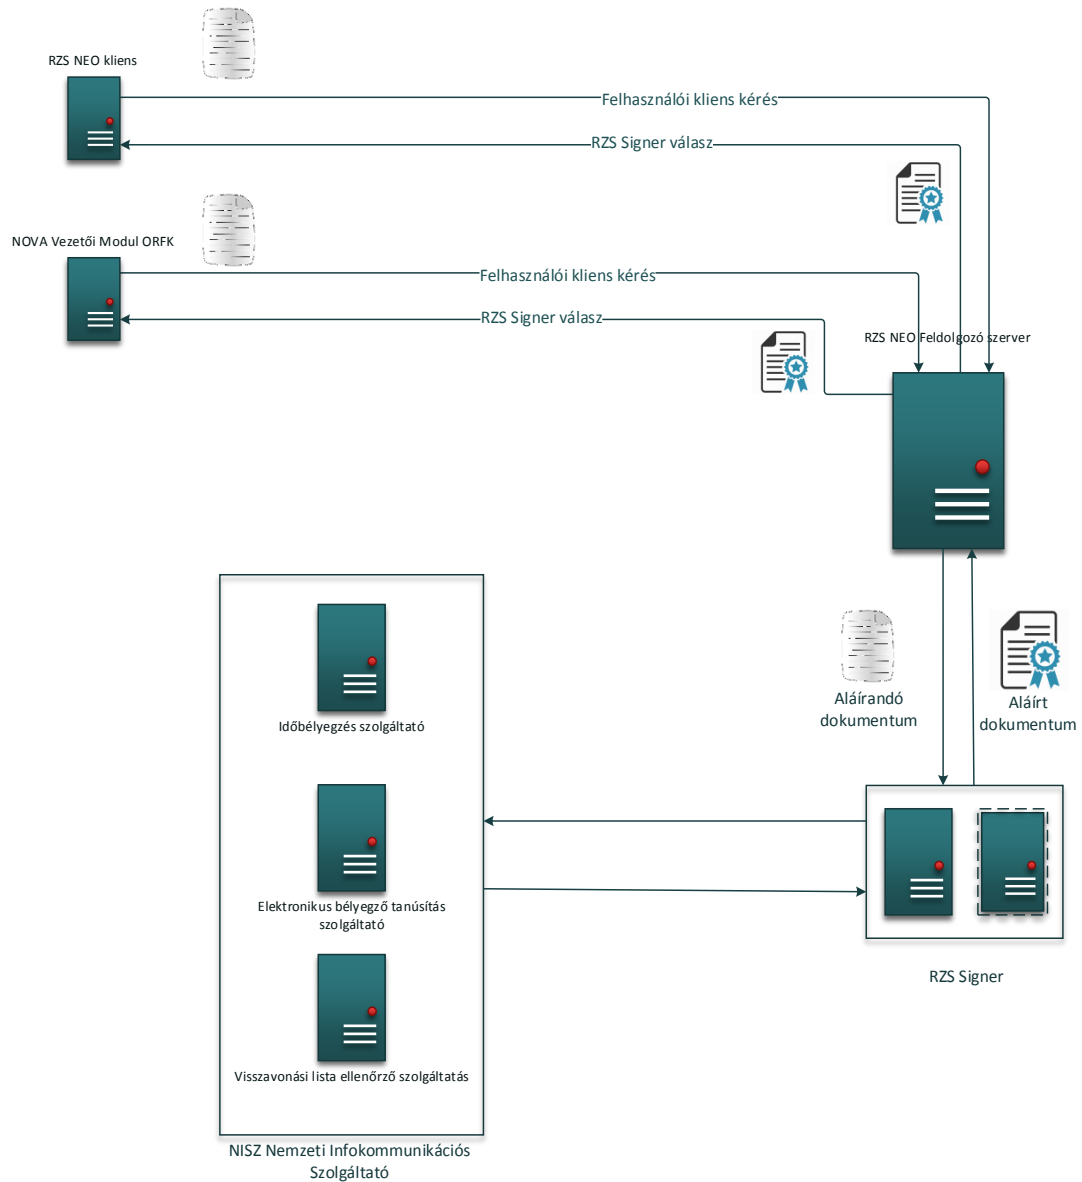 RZS NEO kliens
Felhasználói kliens kérés
RZS Signer válasz
NOVA Vezetői Modul ORFK
Felhasználói kliens kérés
RZS Signer válasz
RZS NEO Feldolgozó szerver
Aláírandó
dokumentum
Aláírt
dokumentum
Időbélyegzés szolgáltató
Elektronikus bélyegző tanúsítás
szolgáltató
RZS Signer
Visszavonási lista ellenőrző szolgáltatás
NISZ Nemzeti Infokommunikációs
Szolgáltató